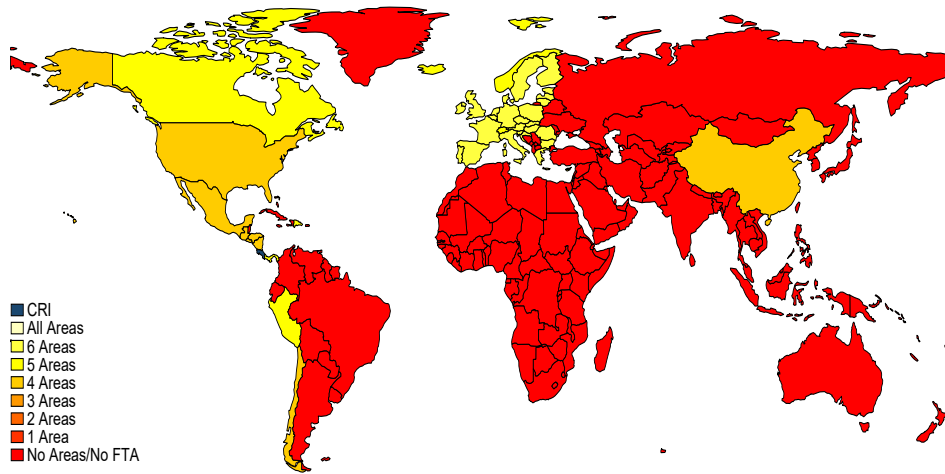 CRI
All Areas
6 Areas
5 Areas
4 Areas
3 Areas
2 Areas
1 Area
No Areas/No FTA